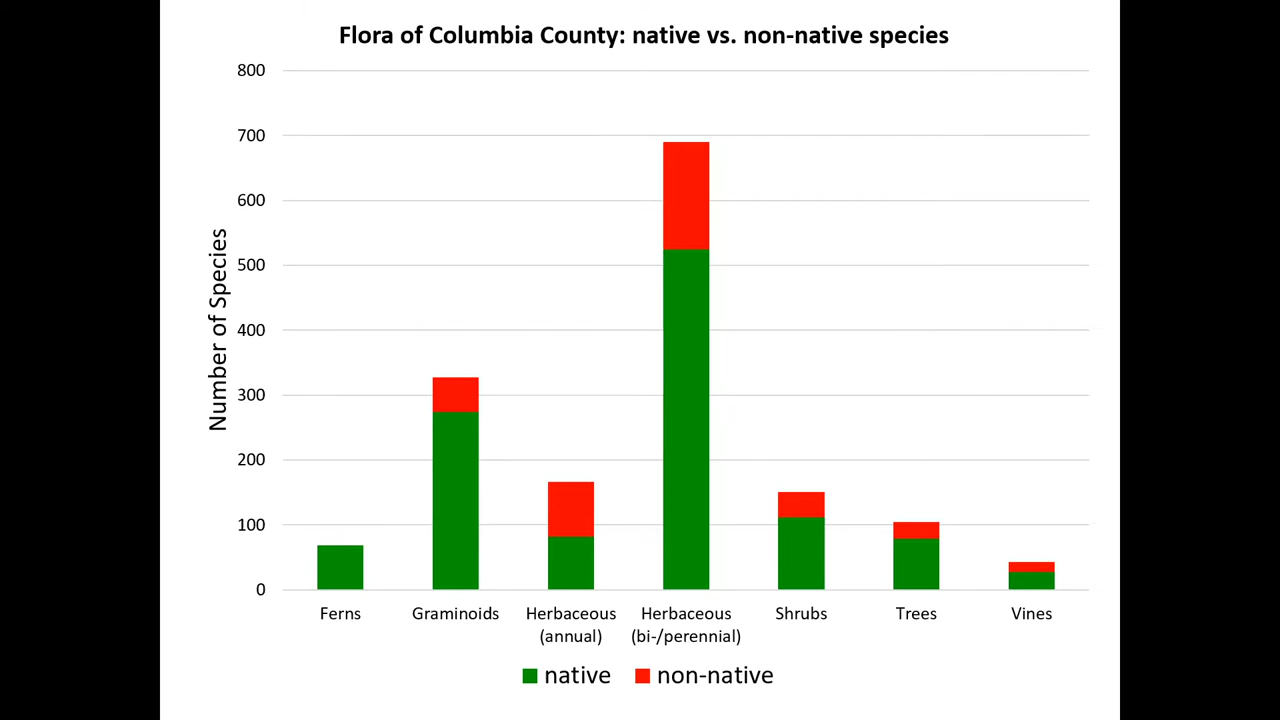 Flora of Columbia County: native vs. non-native species
800
700
600
500
400
300
200
100
0
Number of Species
Ferns
Graminoids
Herbaceous
(annual)
Herbaceous
(bi-/perennial)
Shrubs
Trees
Vines
native
non-native